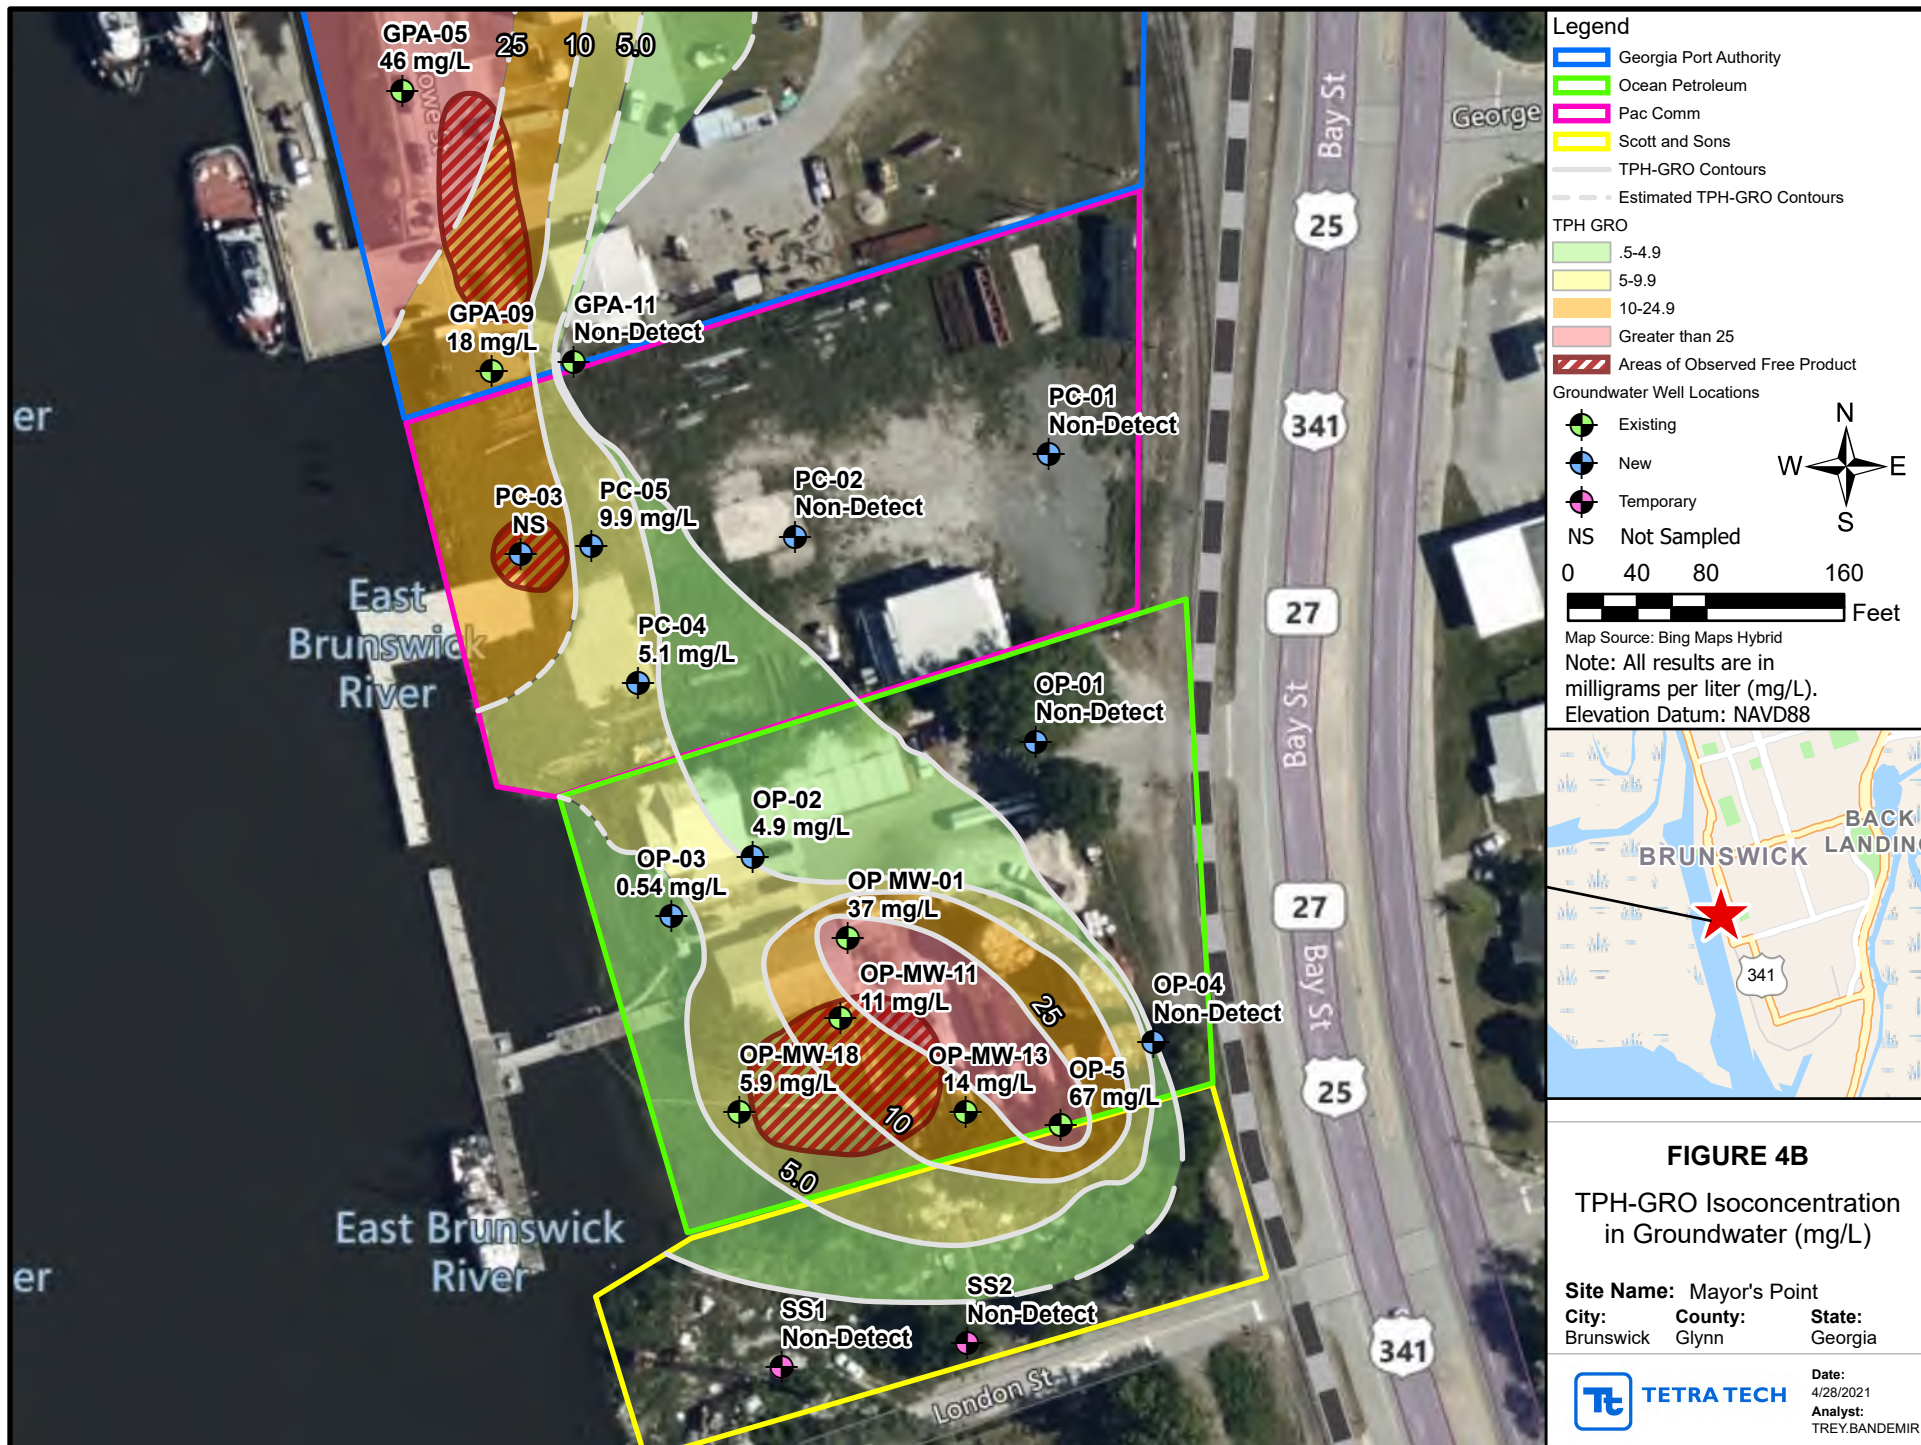 GPA-05
46 mg/L
25
10
5.0
GPA-09
18 mg/L
GPA-11
Non-Detect
PC-01
Non-Detect
PC-02
Non-Detect
PC-03
NS
PC-05
9.9 mg/L
PC-04
5.1 mg/L
OP-01
Non-Detect
OP-02
4.9 mg/L
OP-03
0.54 mg/L
OP MW-01
37 mg/L
OP-MW-11
11 mg/L
25
OP-04
Non-Detect
OP-MW-18
5.9 mg/L
OP-MW-13
14 mg/L
OP-5
67 mg/L
10
5.0
SS1
Non-Detect
SS2
Non-Detect
er
East
Brunswick
River
East Brunswick
River
er
London St
Bay St
George
25
341
27
Bay St
27
Bay St
25
341
Legend
Georgia Port Authority
Ocean Petroleum
Pac Comm
Scott and Sons
TPH-GRO Contours
Estimated TPH-GRO Contours
TPH GRO
.5-4.9
5-9.9
10-24.9
Greater than 25
Areas of Observed Free Product
Groundwater Well Locations
Existing
New
Temporary
NS Not Sampled
N
W E
S
0 40 80 160
Feet
Map Source: Bing Maps Hybrid
Note: All results are in
milligrams per liter (mg/L).
Elevation Datum: NAVD88
BACK
LANDING
BRUNSWICK
341
FIGURE 4B
TPH-GRO Isoconcentration
in Groundwater (mg/L)
Site Name: Mayor's Point
City: County: State:
Brunswick Glynn Georgia
Tt TETRA TECH
Date:
4/28/2021
Analyst:
TREY.BANDEMIR